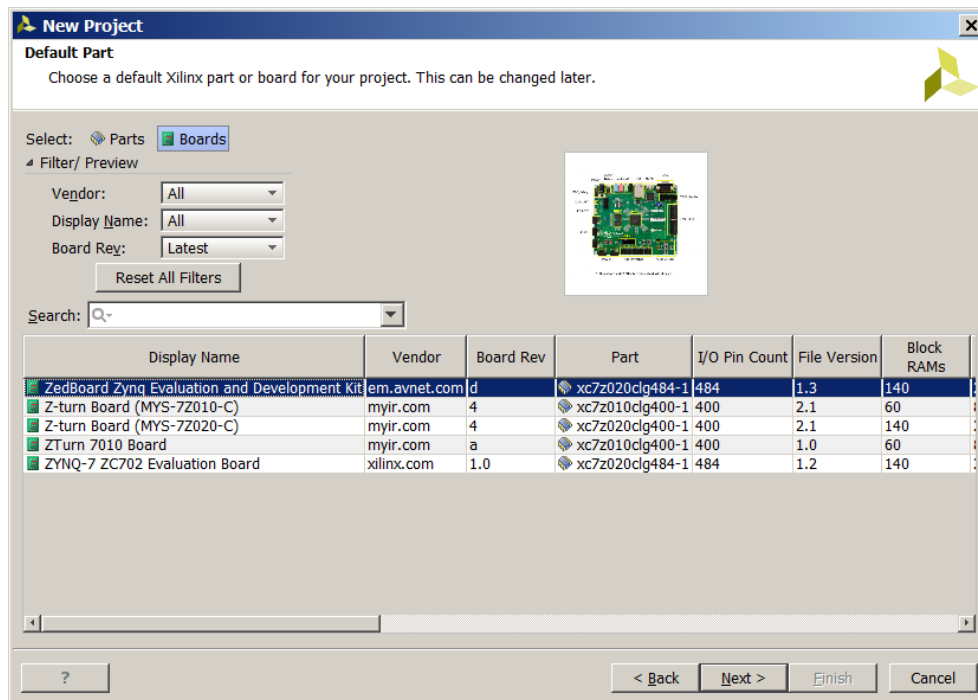 New Project
Default Part
Choose a default Xilinx part or board for your project. This can be changed later.
Select: Parts Boards
Filter/ Preview
Vendor: All
Display Name: All
Board Rev: Latest
Reset All Filters
Search:
Display Name Vendor Board Rev Part I/O Pin Count File Version Block RAMs
ZedBoard Zynq Evaluation and Development Kit em.avnet.com d xc7z020clg484-1 484 1.3 140
Z-turn Board (MYS-7Z010-C) myir.com 4 xc7z010clg400-1 400 2.1 60
Z-turn Board (MYS-7Z020-C) myir.com 4 xc7z020clg400-1 400 2.1 140
ZTurn 7010 Board myir.com a xc7z010clg400-1 400 1.0 60
ZYNQ-7 ZC702 Evaluation Board xilinx.com 1.0 xc7z020clg484-1 484 1.2 140
? < Back Next > Finish Cancel